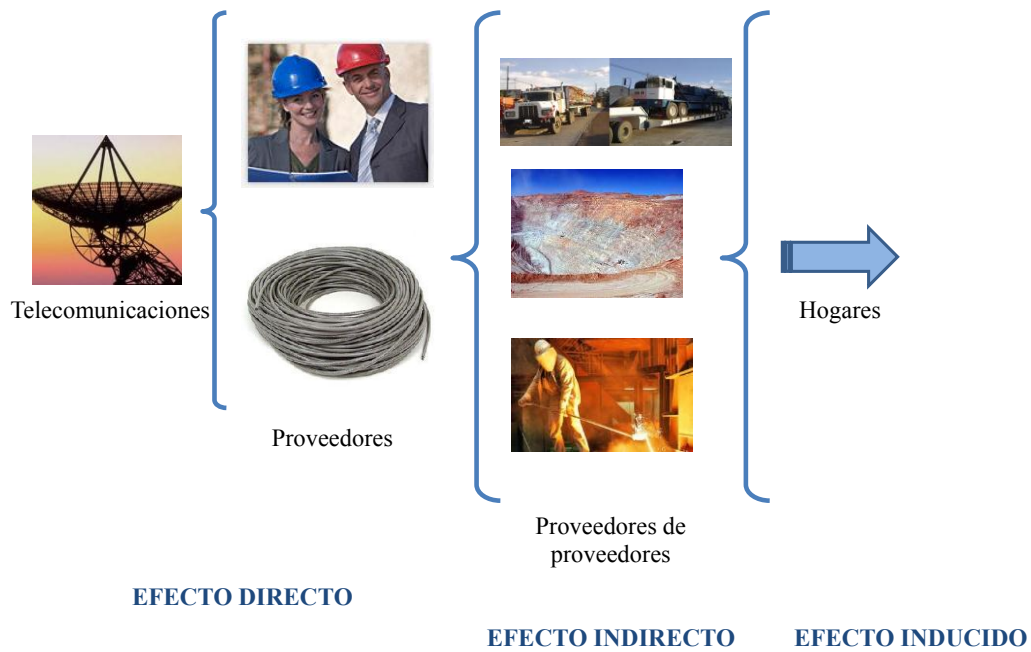 Telecomunicaciones
Hogares
Proveedores
Proveedores de
proveedores
EFECTO DIRECTO
EFECTO INDIRECTO
EFECTO INDUCIDO